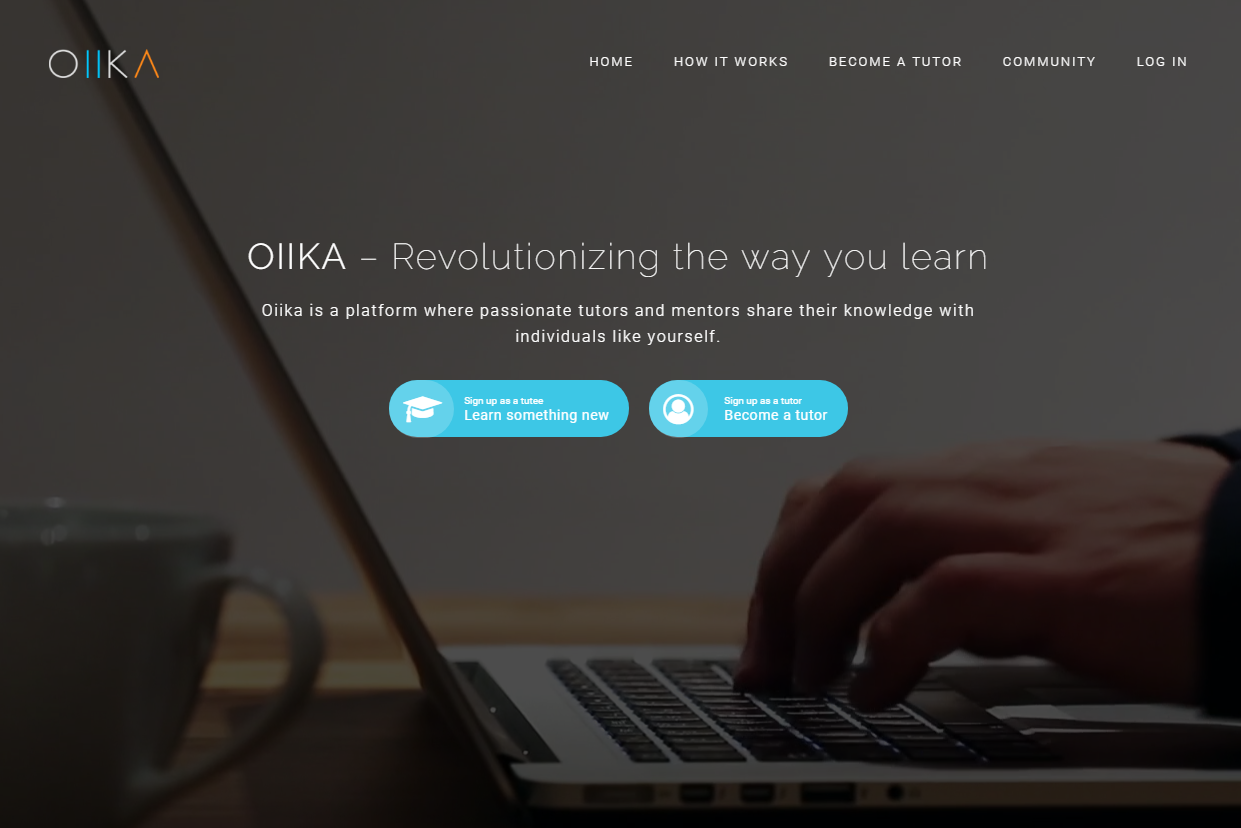 OIIKA
HOME HOW IT WORKS BECOME A TUTOR COMMUNITY LOG IN
OIIKA – Revolutionizing the way you learn
Oiika is a platform where passionate tutors and mentors share their knowledge with
individuals like yourself.
Sign up as a tutee
Learn something new
Sign up as a tutor
Become a tutor